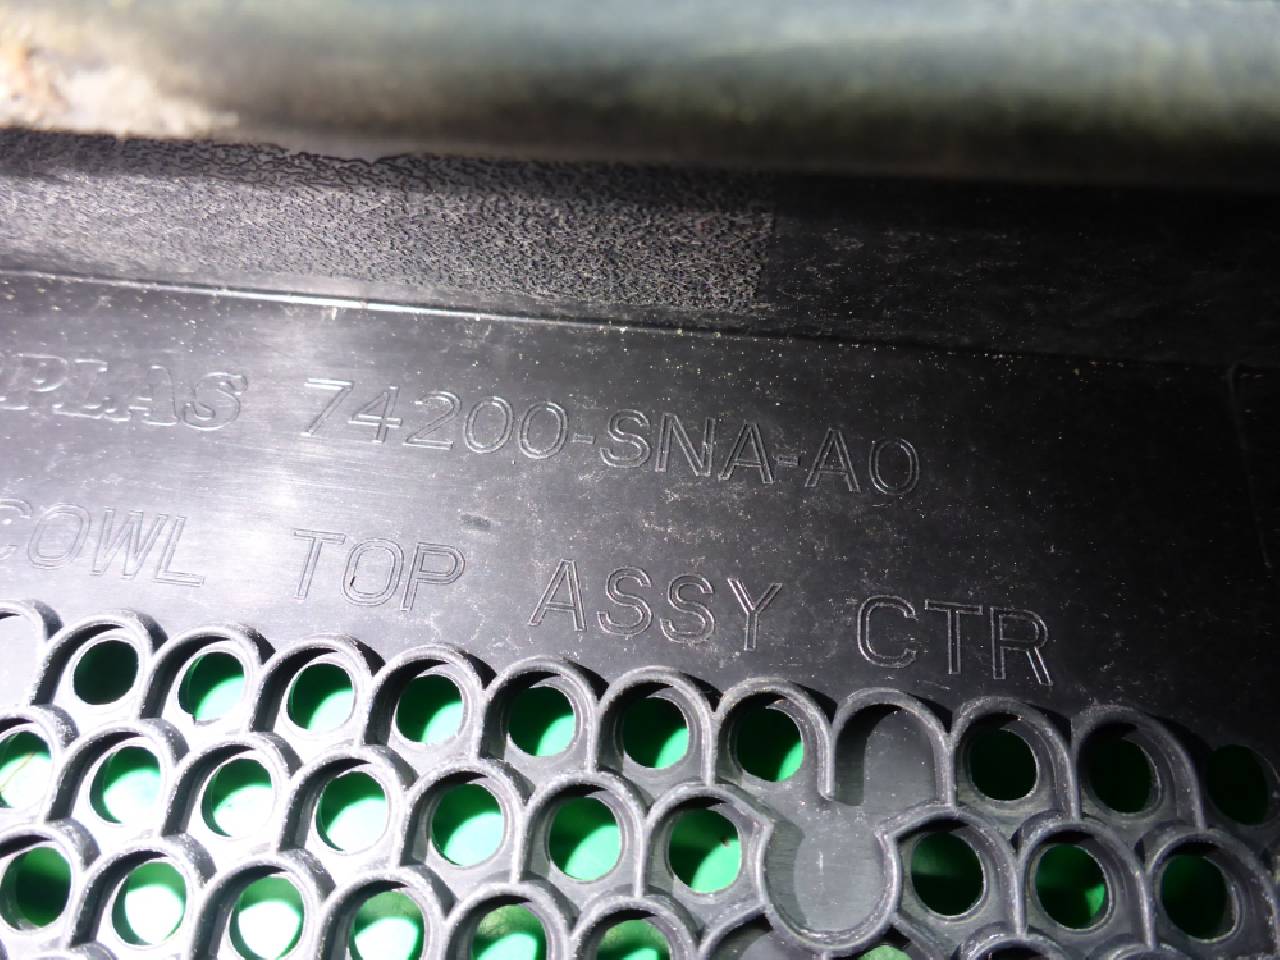 74200-SNA-A0
COWL TOP ASSY CTR